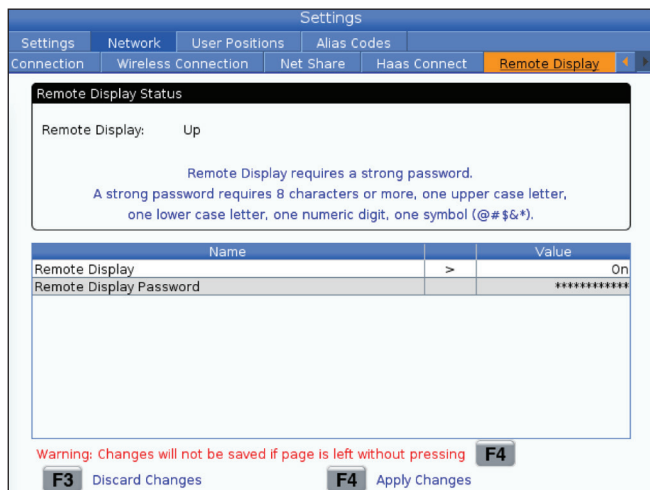 Settings
Settings Network User Positions Alias Codes
Connection Wireless Connection Net Share Haas Connect Remote Display
Remote Display Status
Remote Display: Up
Remote Display requires a strong password.
A strong password requires 8 characters or more, one upper case letter,
one lower case letter, one numeric digit, one symbol (@#$&*).
Name Value
Remote Display > On
Remote Display Password ************
Warning: Changes will not be saved if page is left without pressing F4
F3 Discard Changes F4 Apply Changes